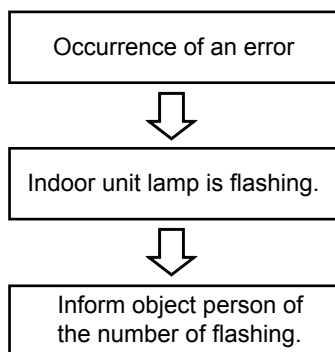 Occurrence of an error
Indoor unit lamp is flashing.
Inform object person of
the number of flashing.